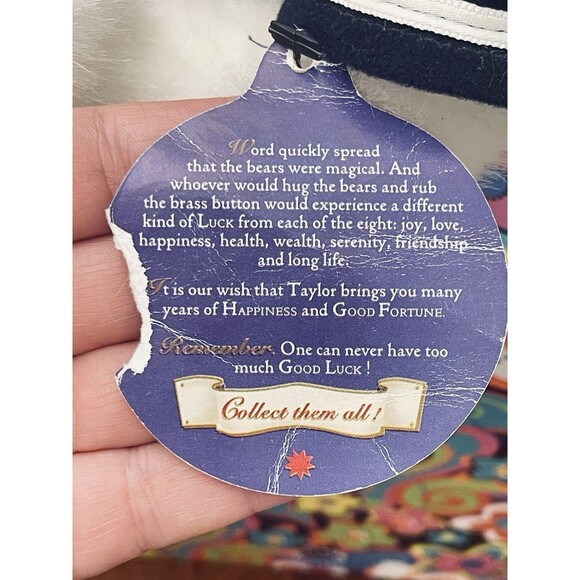 Word quickly spread
that the bears were magical. And
whoever would hug the bears and rub
the brass button would experience a different
kind of LUCK from each of the eight: joy, love,
happiness, health, wealth, serenity, friendship
and long life.
It is our wish that Taylor brings you many
years of HAPPINESS and GOOD FORTUNE.
Remember. One can never have too
much GOOD LUCK !
Collect them all !